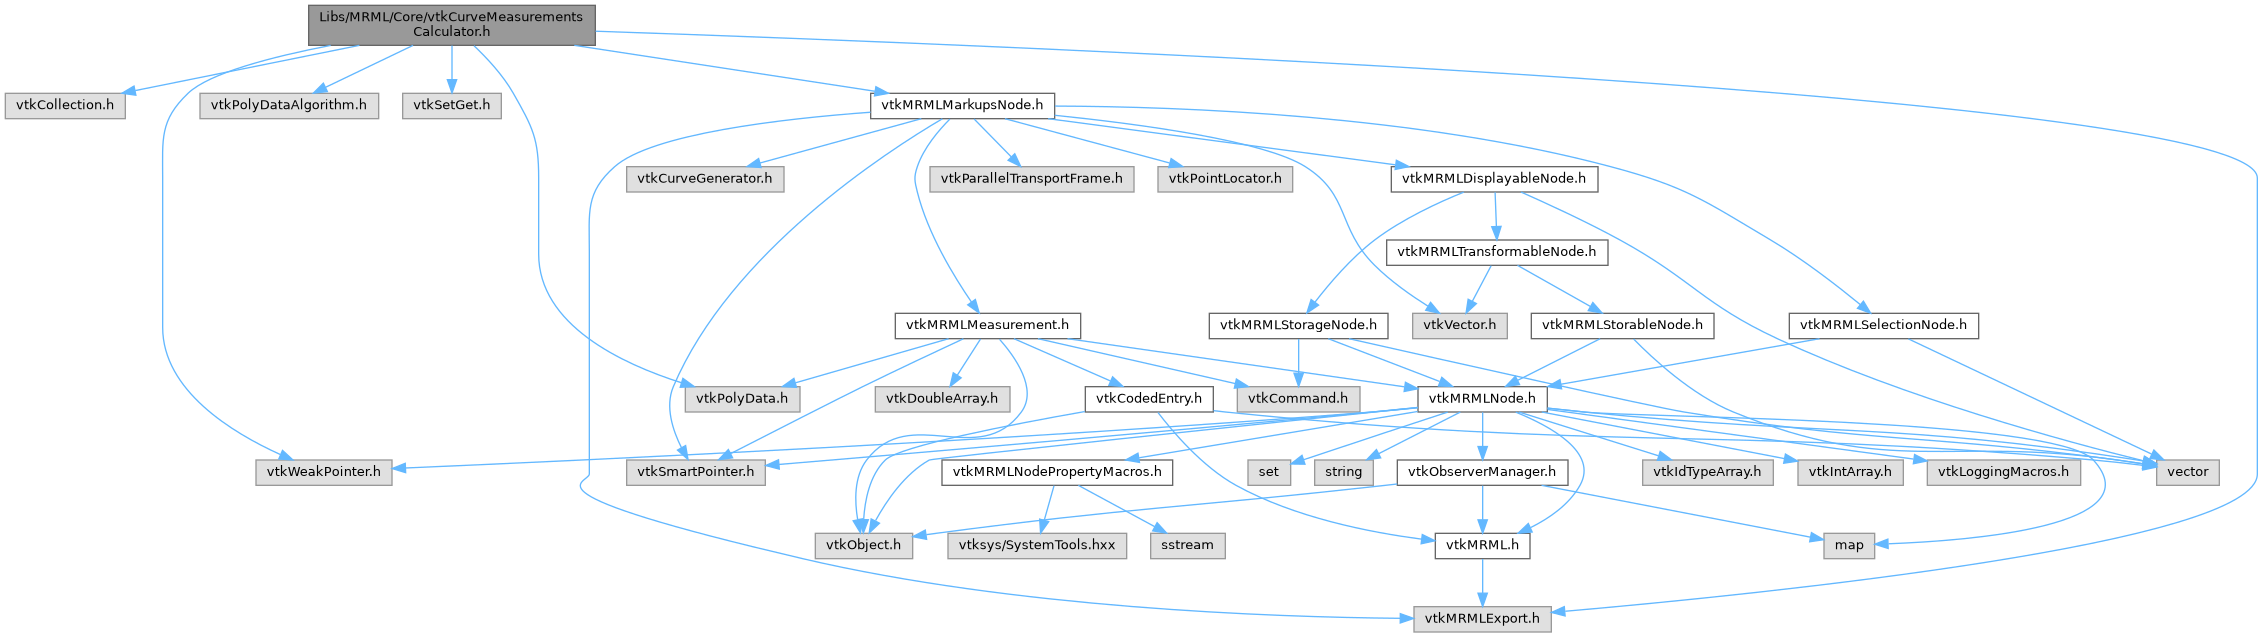 Libs/MRML/Core/vtkCurveMeasurements
Calculator.h
vtkCollection.h
vtkPolyDataAlgorithm.h
vtkSetGet.h
vtkMRMLMarkupsNode.h
vtkCurveGenerator.h
vtkParallelTransportFrame.h
vtkPointLocator.h
vtkMRMLDisplayableNode.h
vtkMRMLTransformableNode.h
vtkMRMLMeasurement.h
vtkMRMLStorageNode.h
vtkVector.h
vtkMRMLStorableNode.h
vtkMRMLSelectionNode.h
vtkPolyData.h
vtkDoubleArray.h
vtkCodedEntry.h
vtkCommand.h
vtkMRMLNode.h
vtkWeakPointer.h
vtkSmartPointer.h
vtkMRMLNodePropertyMacros.h
set
string
vtkObserverManager.h
vtkIdTypeArray.h
vtkIntArray.h
vtkLoggingMacros.h
vector
vtkObject.h
vtksys/SystemTools.hxx
sstream
vtkMRML.h
map
vtkMRMLExport.h